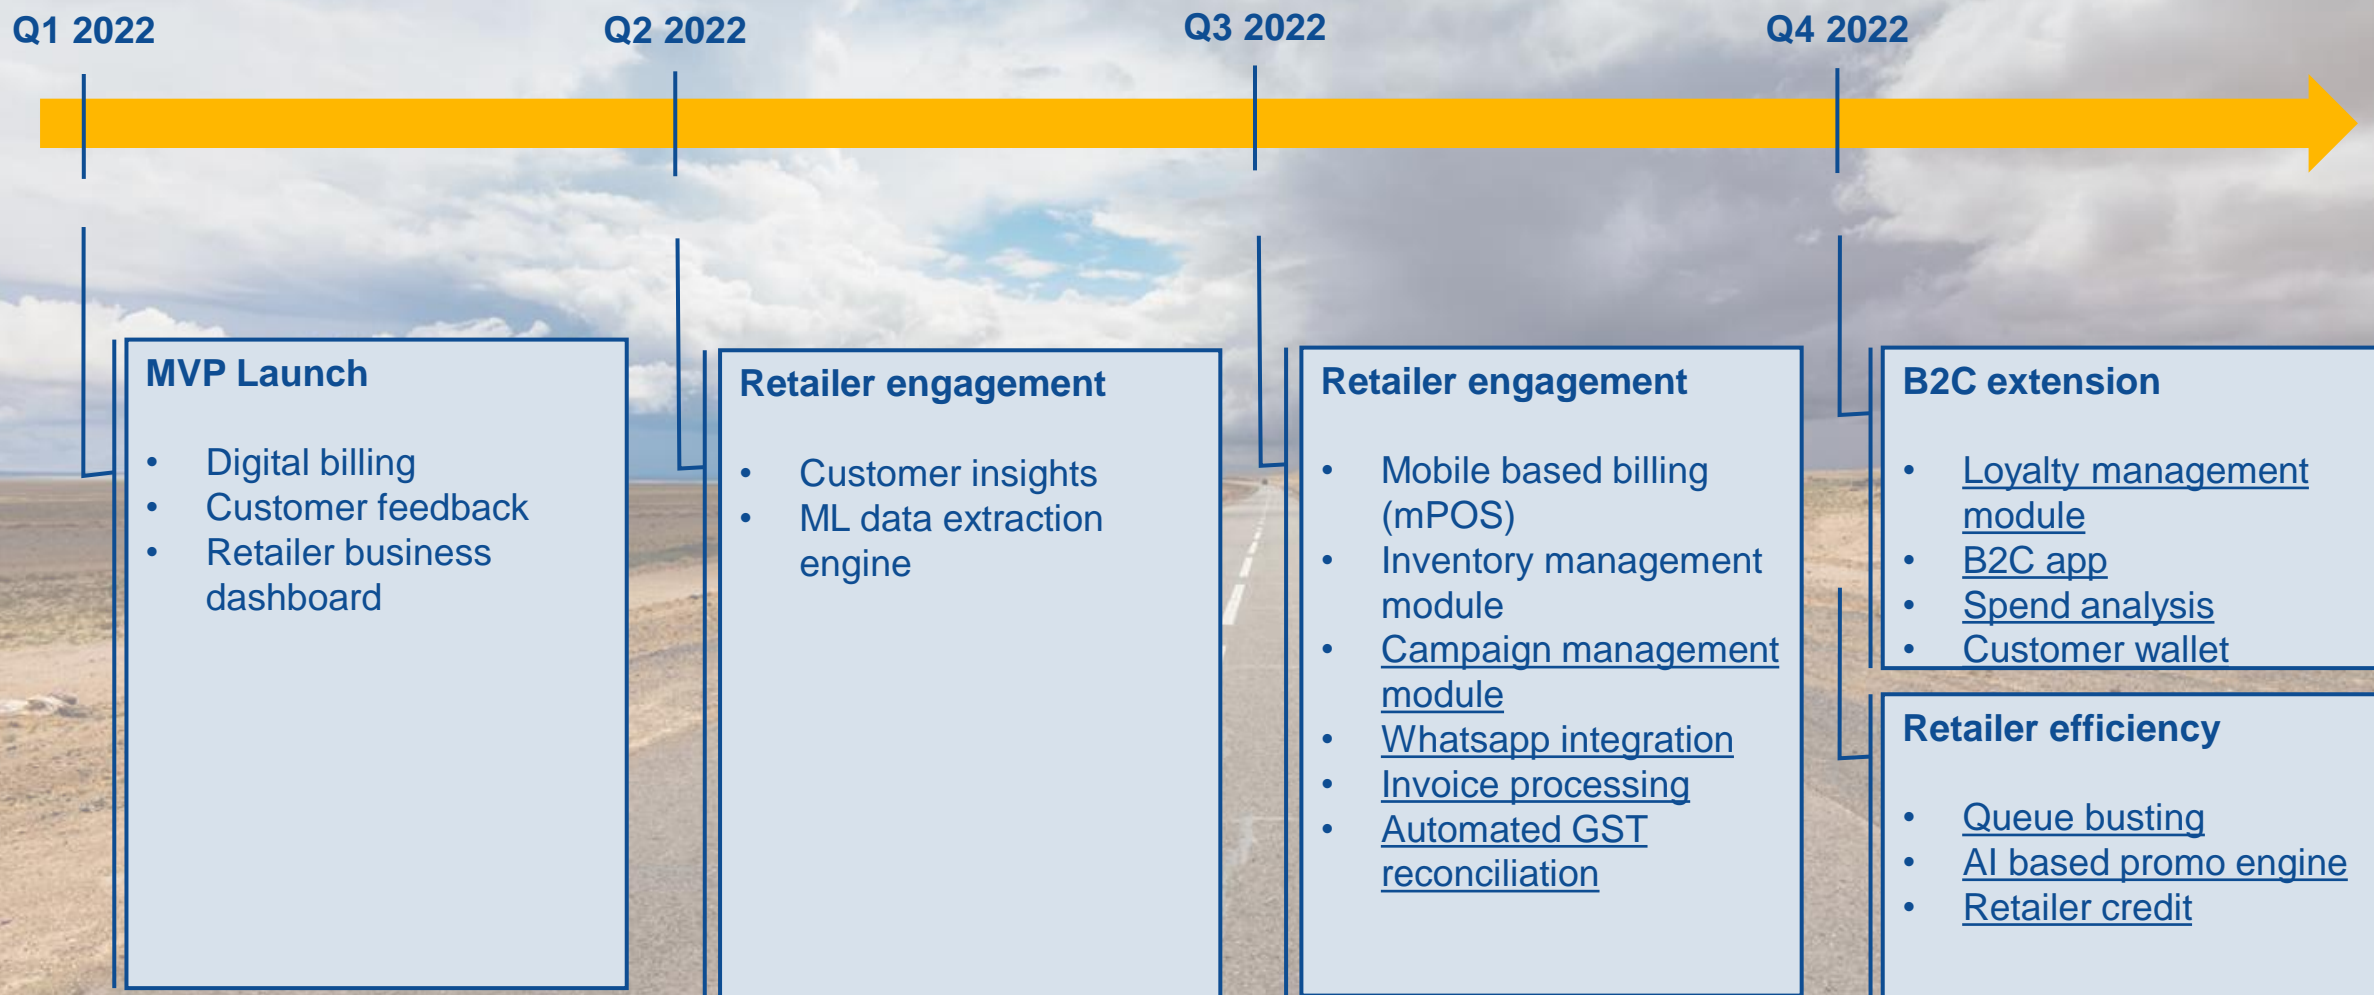 Q1 2022
Q2 2022
Q3 2022
Q4 2022
MVP Launch
• Digital billing
• Customer feedback
• Retailer business
dashboard
Retailer engagement
• Customer insights
• ML data extraction
engine
Retailer engagement
• Mobile based billing
(mPOS)
• Inventory management
module
• Campaign management
module
• Whatsapp integration
• Invoice processing
• Automated GST
reconciliation
B2C extension
• Loyalty management
module
• B2C app
• Spend analysis
• Customer wallet
Retailer efficiency
• Queue busting
• AI based promo engine
• Retailer credit